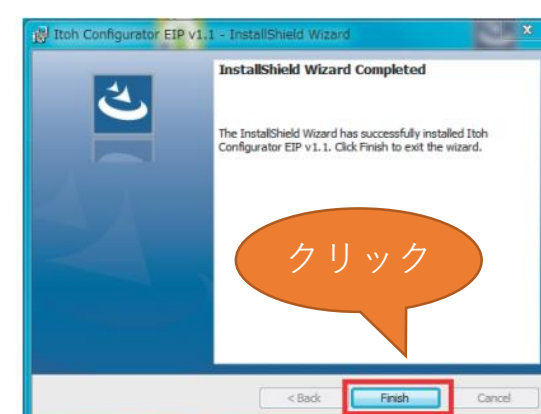 Itoh Configurator EIP v1.1 - InstallShield Wizard
InstallShield Wizard Completed
The InstallShield Wizard has successfully installed Itoh
Configurator EIP v1.1. Click Finish to exit the wizard.
クリック
< Back Finish Cancel